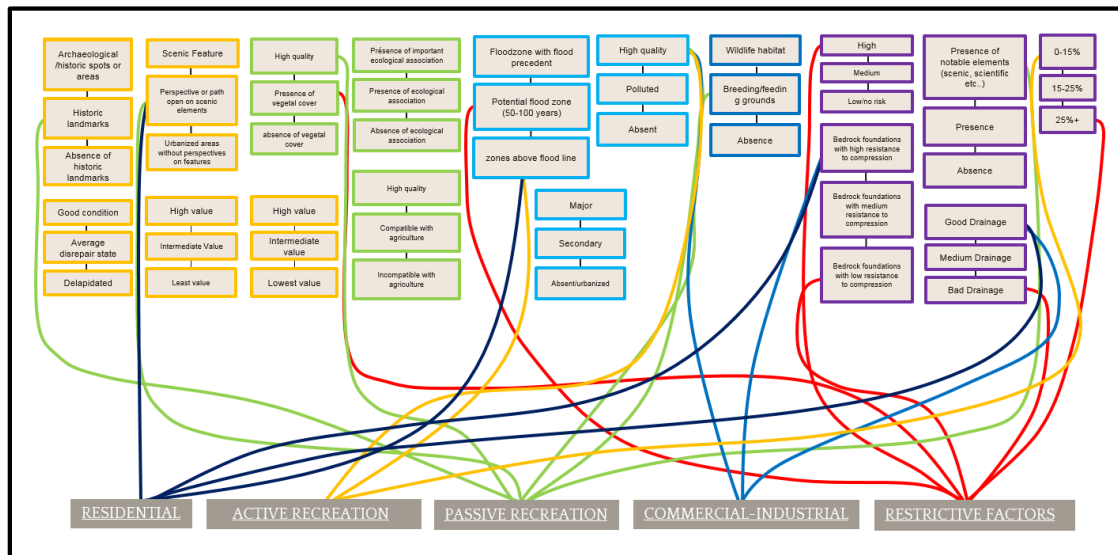 Archaeological
/historic spots or
areas
Historic
landmarks
Absence of
historic
landmarks
Good condition
Average
disrepair state
Delapidated
Scenic Feature
Perspective or path
open on scenic
elements
Urbanized areas
without perspectives
on features
High value
Intermediate Value
Least value
High quality
Presence of
vegetal cover
absence of vegetal
cover
High value
Intermediate
value
Lowest value
Présence of important
ecological association
Presence of ecological
association
Absence of ecological
association
High quality
Compatible with
agriculture
Incompatible with
agriculture
Floodzone with flood
precedent
Potential flood zone
(50-100 years)
zones above flood line
High quality
Polluted
Absent
Major
Secondary
Absent/urbanized
Wildlife habitat
Breeding/feedin
g grounds
Absence
High
Medium
Low/no risk
Bedrock foundations
with high resistance
to compression
Bedrock foundations
with medium
resistance to
compression
Bedrock foundations
with low resistance
to compression
Presence of
notable elements
(scenic, scientific
etc..)
Presence
Absence
Good Drainage
Medium Drainage
Bad Drainage
0-15%
15-25%
25%+
RESIDENTIAL
ACTIVE RECREATION
PASSIVE RECREATION
COMMERCIAL-INDUSTRIAL
RESTRICTIVE FACTORS